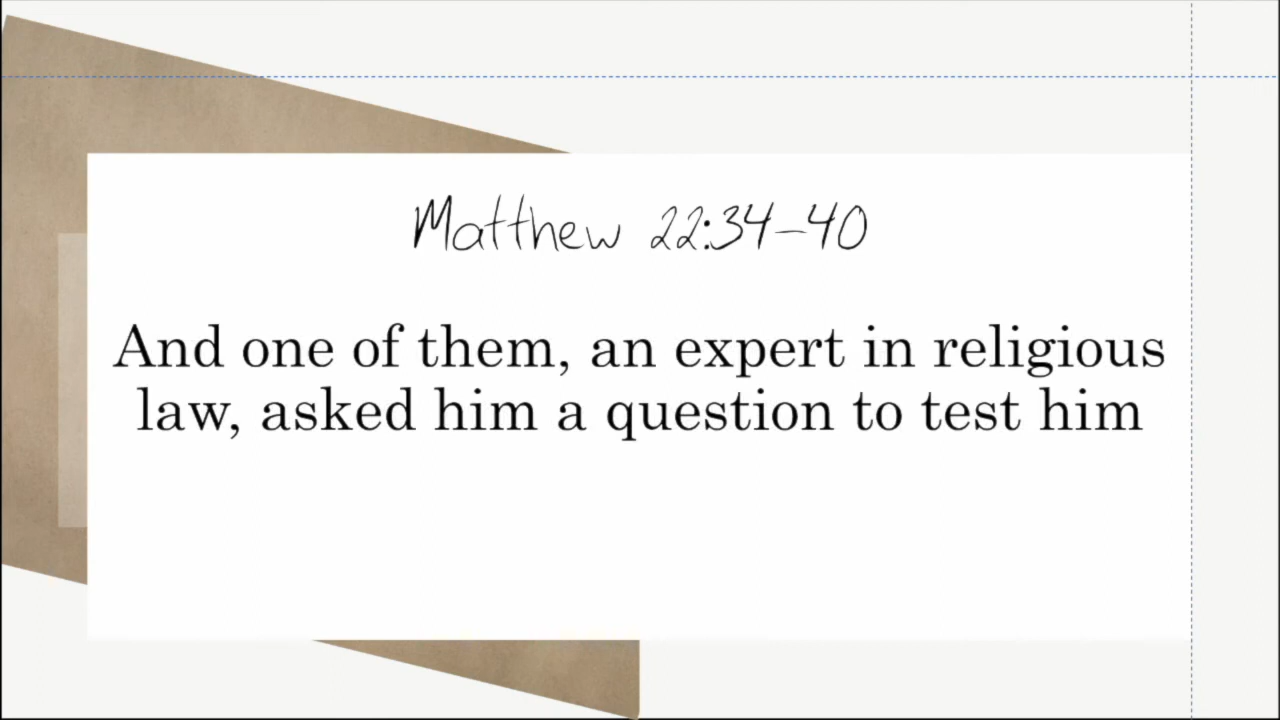 Matthew 22:34–40
And one of them, an expert in religious
law, asked him a question to test him